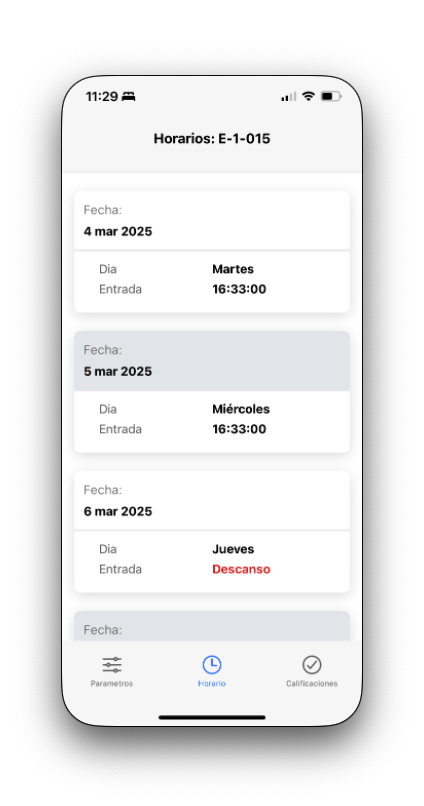 11:29
Horarios: E-1-015
Fecha:
4 mar 2025
Dia Martes
Entrada 16:33:00
Fecha:
5 mar 2025
Dia Miércoles
Entrada 16:33:00
Fecha:
6 mar 2025
Dia Jueves
Entrada Descanso
Fecha:
Parametros Horario Calificaciones